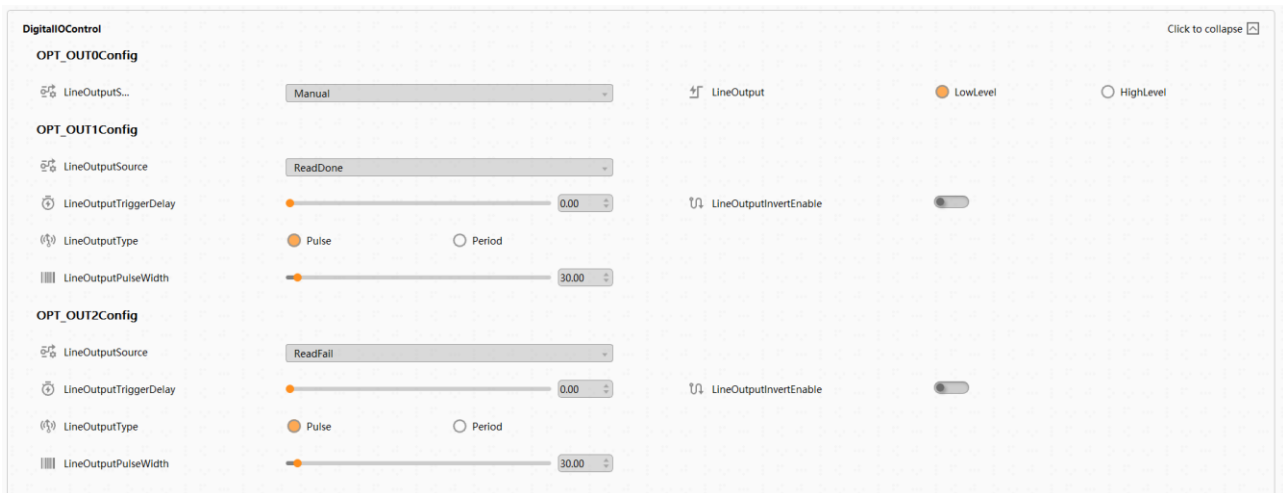 DigitalIOControl Click to collapse
OPT_OUT0Config
LineOutputS... Manual LineOutput LowLevel HighLevel
OPT_OUT1Config
LineOutputSource ReadDone
LineOutputTriggerDelay 0.00 LineOutputInvertEnable
LineOutputType Pulse Period
LineOutputPulseWidth 30.00
OPT_OUT2Config
LineOutputSource ReadFail
LineOutputTriggerDelay 0.00 LineOutputInvertEnable
LineOutputType Pulse Period
LineOutputPulseWidth 30.00